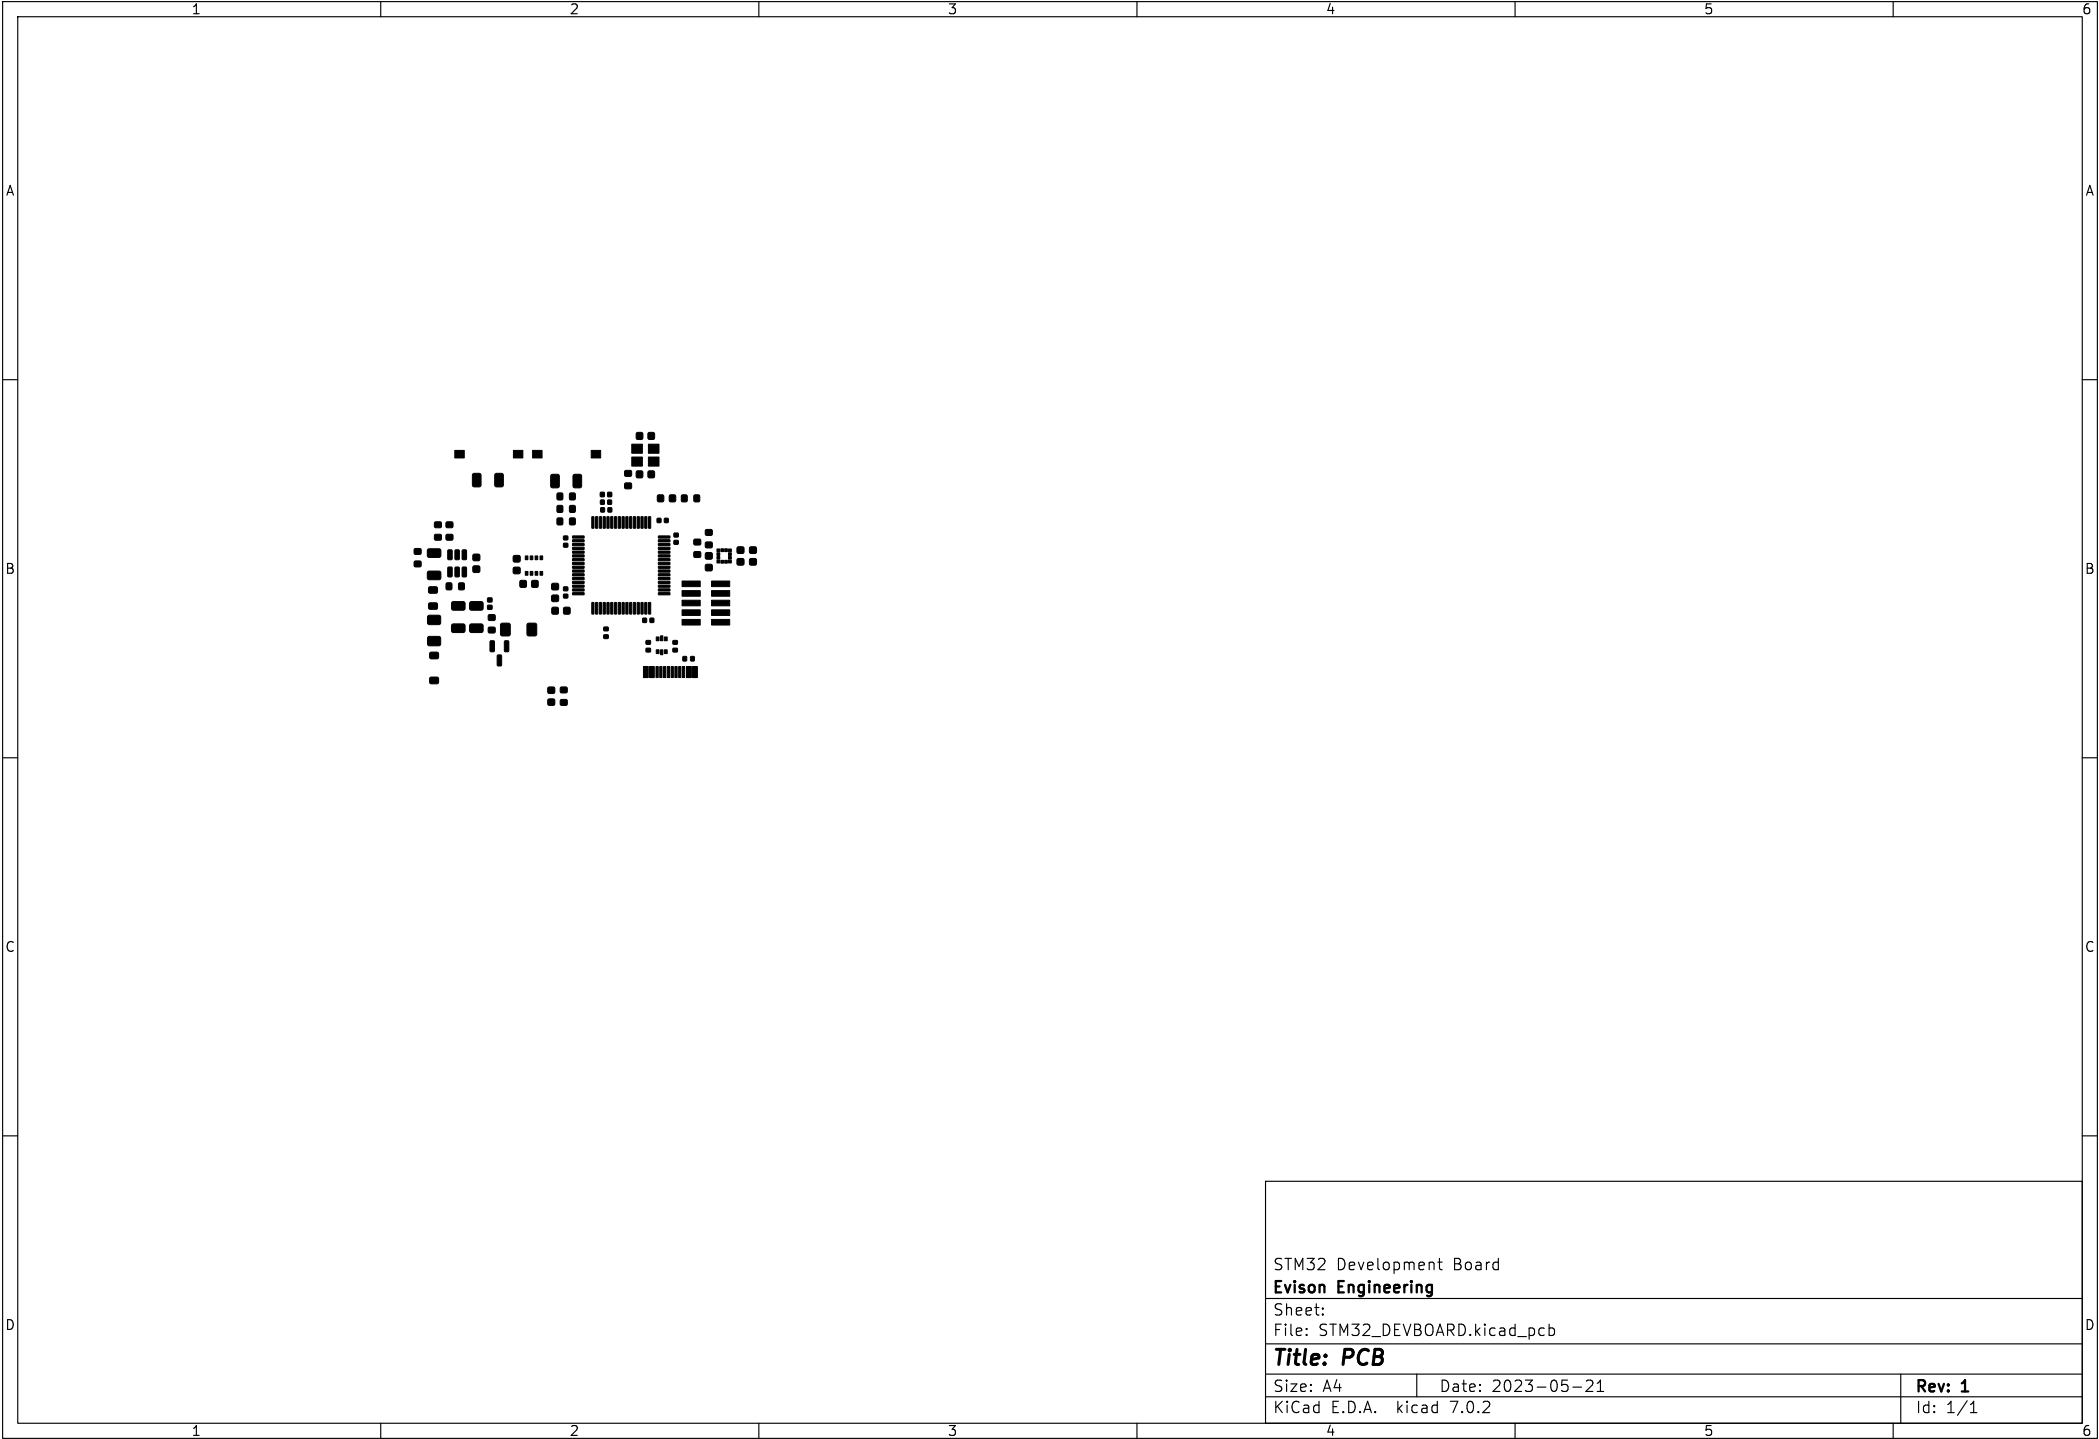 1 2 3 4 5 6
A A
B B
C C
STM32 Development Board
Evison Engineering
Sheet:
File: STM32_DEVBOARD.kicad_pcb
D D
Title: PCB
Size: A4 Date: 2023-05-21 Rev: 1
KiCad E.D.A. kicad 7.0.2 Id: 1/1
1 2 3 4 5 6